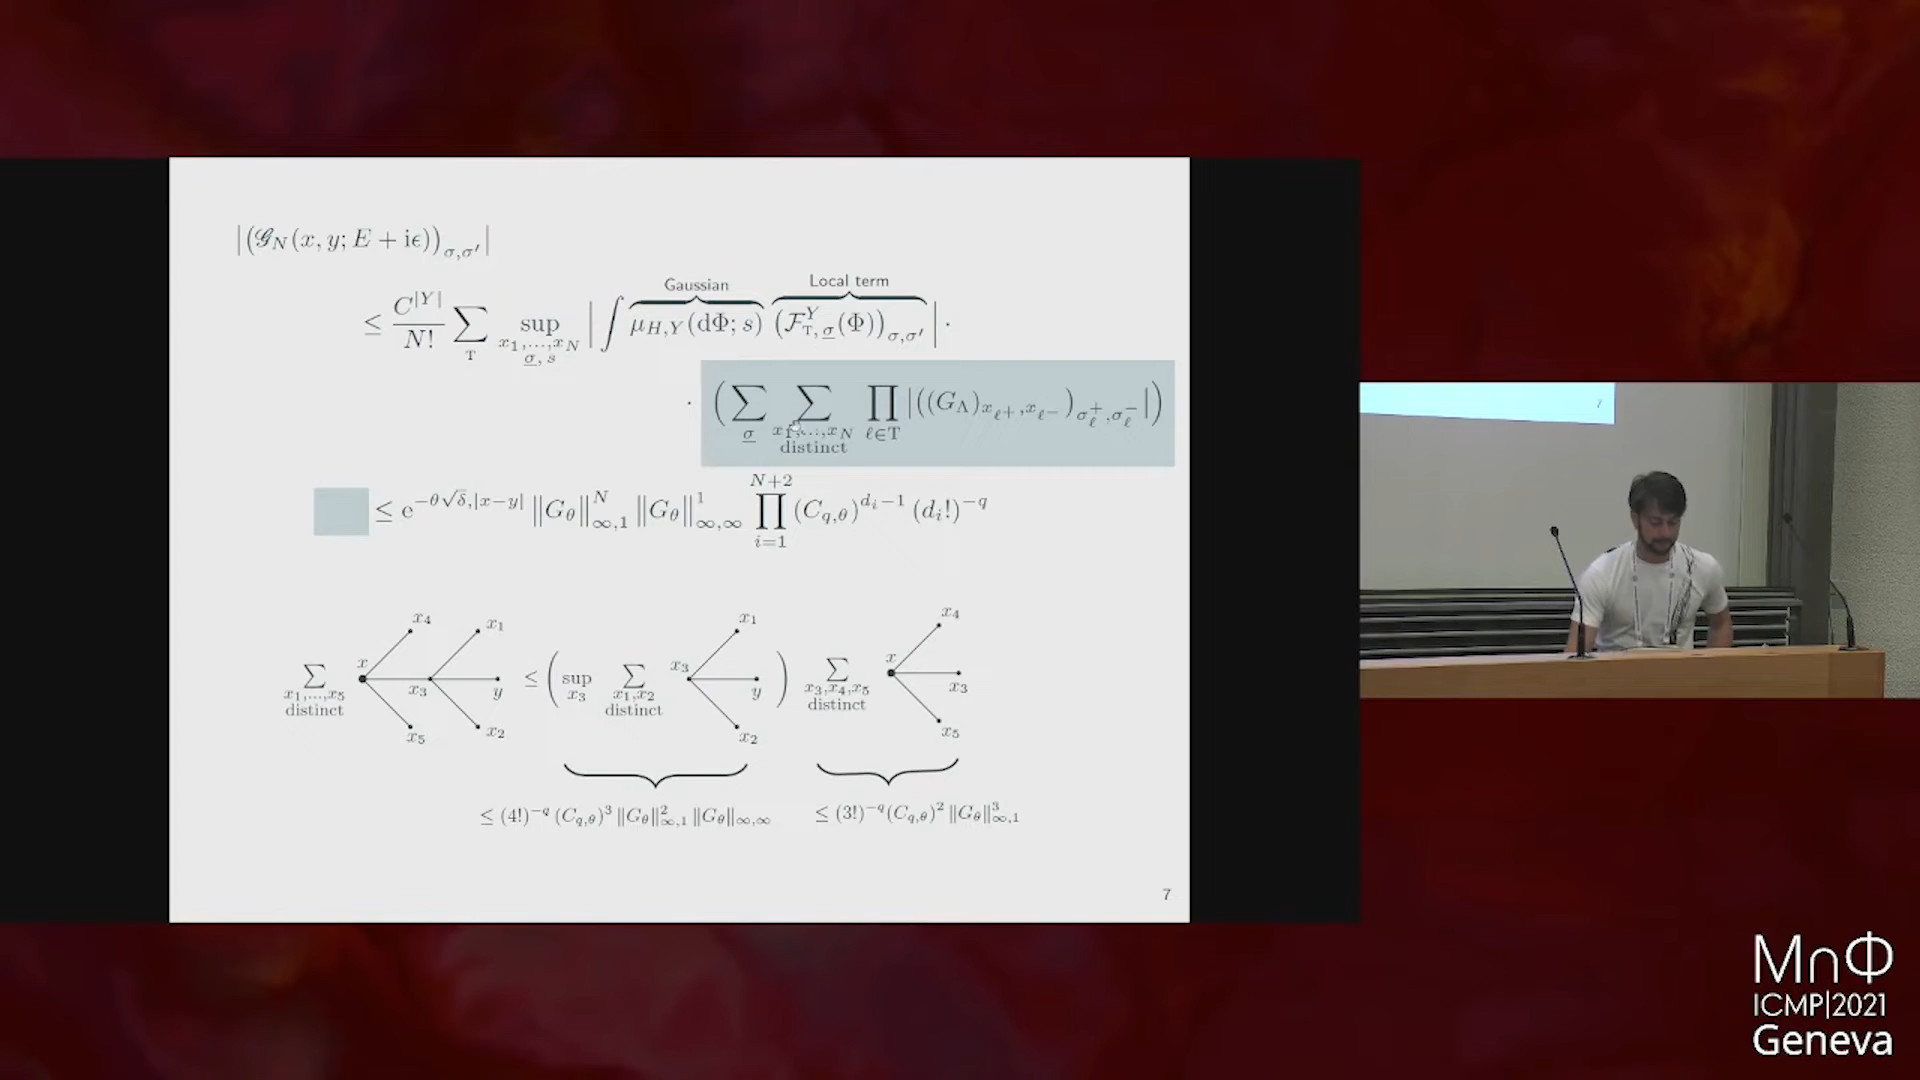 |(𝒢_N(x, y; E + iϵ))_{σ,σ′}|
Gaussian Local term
≤ C^{|Y|}/N! ∑_T sup_{x_1,…,x_N σ, s} |∫ μ_{H,Y}(dΦ; s) (ℱ^Y_{T,σ}(Φ))_{σ,σ′}| ·
· (∑_σ ∑_{x_1,…,x_N distinct} ∏_{ℓ∈T} |((G_Λ)_{x_{ℓ+},x_{ℓ−}})_{σ_ℓ^+,σ_ℓ^−}|)
≤ e^{−θ√δ,|x−y|} ‖G_θ‖^N_{∞,1} ‖G_θ‖^1_{∞,∞} ∏_{i=1}^{N+2} (C_{q,θ})^{d_i−1} (d_i!)^{−q}
∑_{x_1,…,x_5 distinct} x x_4 x_3 x_5 x_1 y x_2 ≤ (sup_{x_3} ∑_{x_1,x_2 distinct} x_3 x_1 y x_2) ∑_{x_3,x_4,x_5 distinct} x x_4 x_3 x_5
≤ (4!)^{−q} (C_{q,θ})^3 ‖G_θ‖^2_{∞,1} ‖G_θ‖_{∞,∞} ≤ (3!)^{−q}(C_{q,θ})^2 ‖G_θ‖^3_{∞,1}
7
7
M∩Φ
ICMP|2021
Geneva